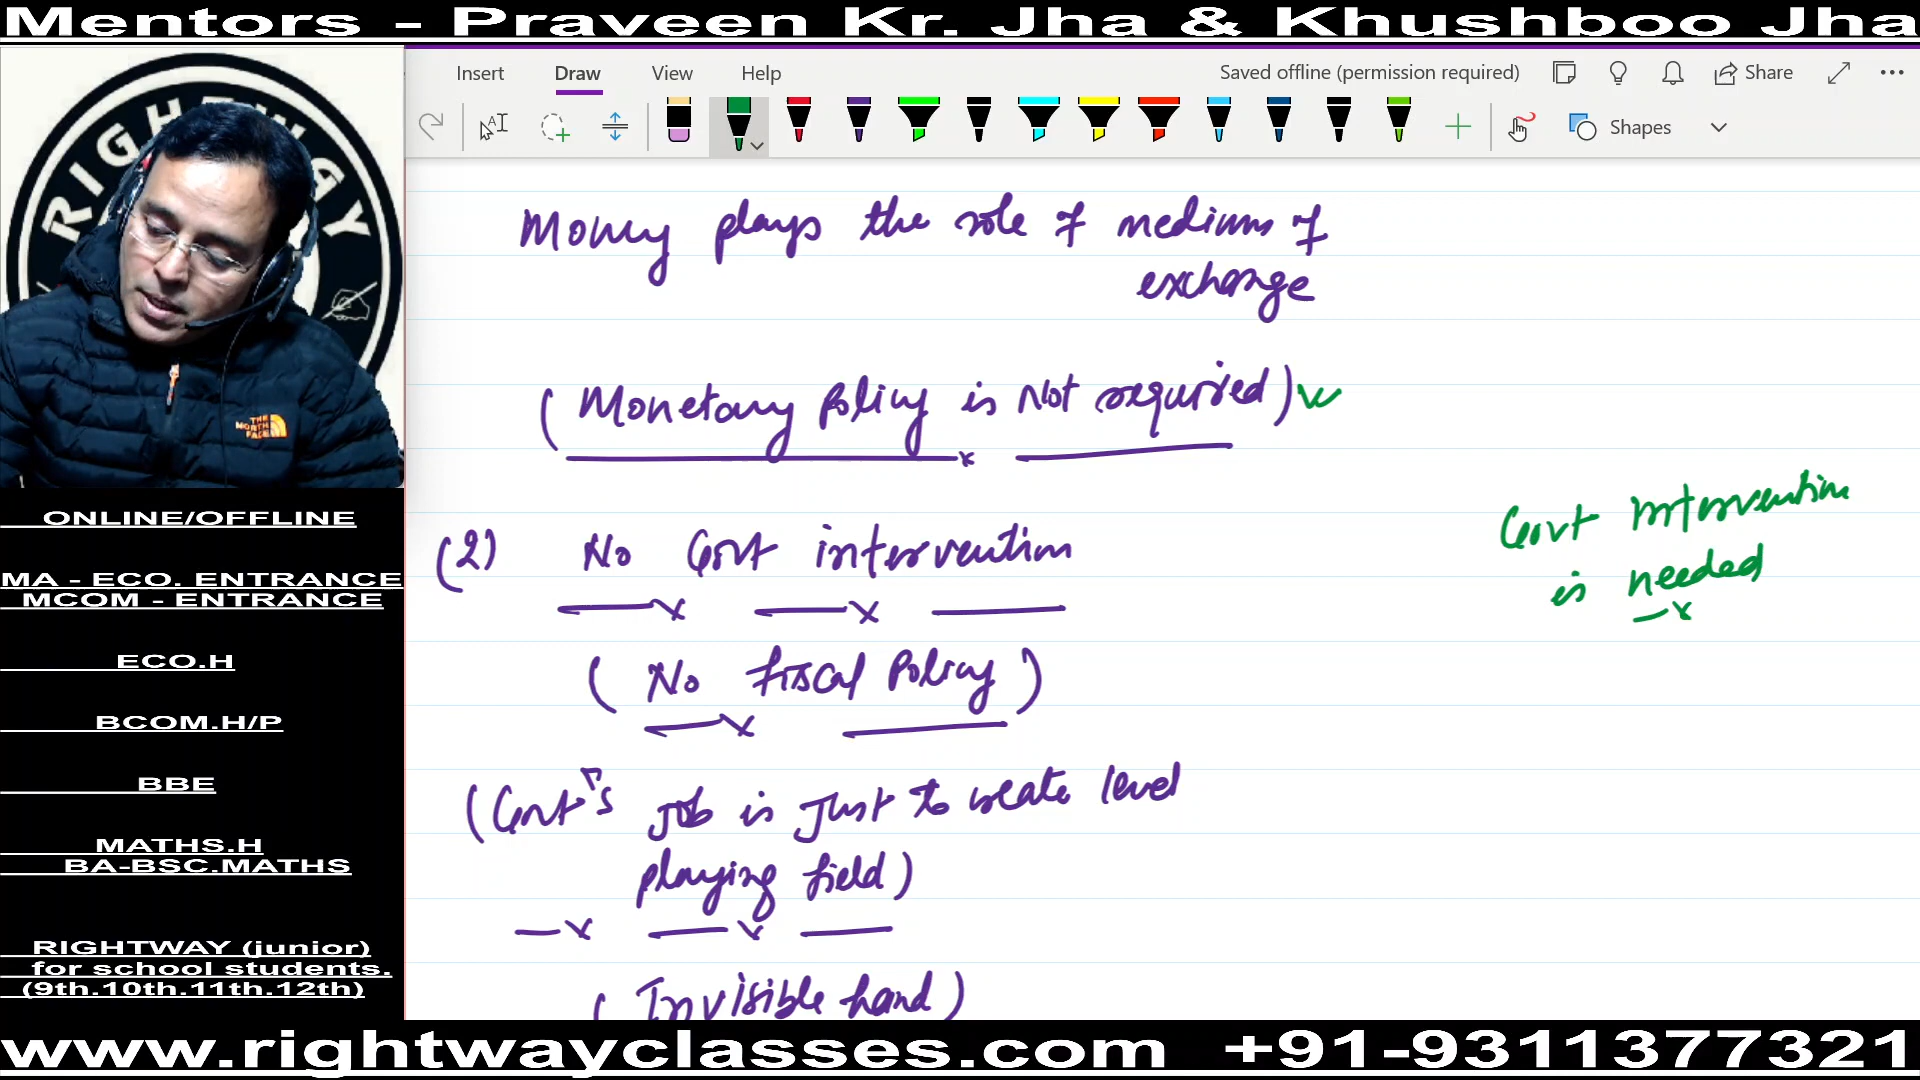 Mentors - Praveen Kr. Jha & Khushboo Jha
Insert Draw View Help Saved offline (permission required) Share
Shapes
RIGHTWAY
THE NORTH FACE
Money plays the role of medium of
exchange
(Monetary policy is Not required)
(2) No Govt intervention
Govt intervention
is needed
(No fiscal policy)
(Govt's Job is Just to create level
playing field)
(Invisible hand)
ONLINE/OFFLINE
MA - ECO. ENTRANCE
MCOM - ENTRANCE
ECO.H
BCOM.H/P
BBE
MATHS.H
BA-BSC.MATHS
RIGHTWAY (junior)
for school students.
(9th.10th.11th.12th)
www.rightwayclasses.com +91-9311377321